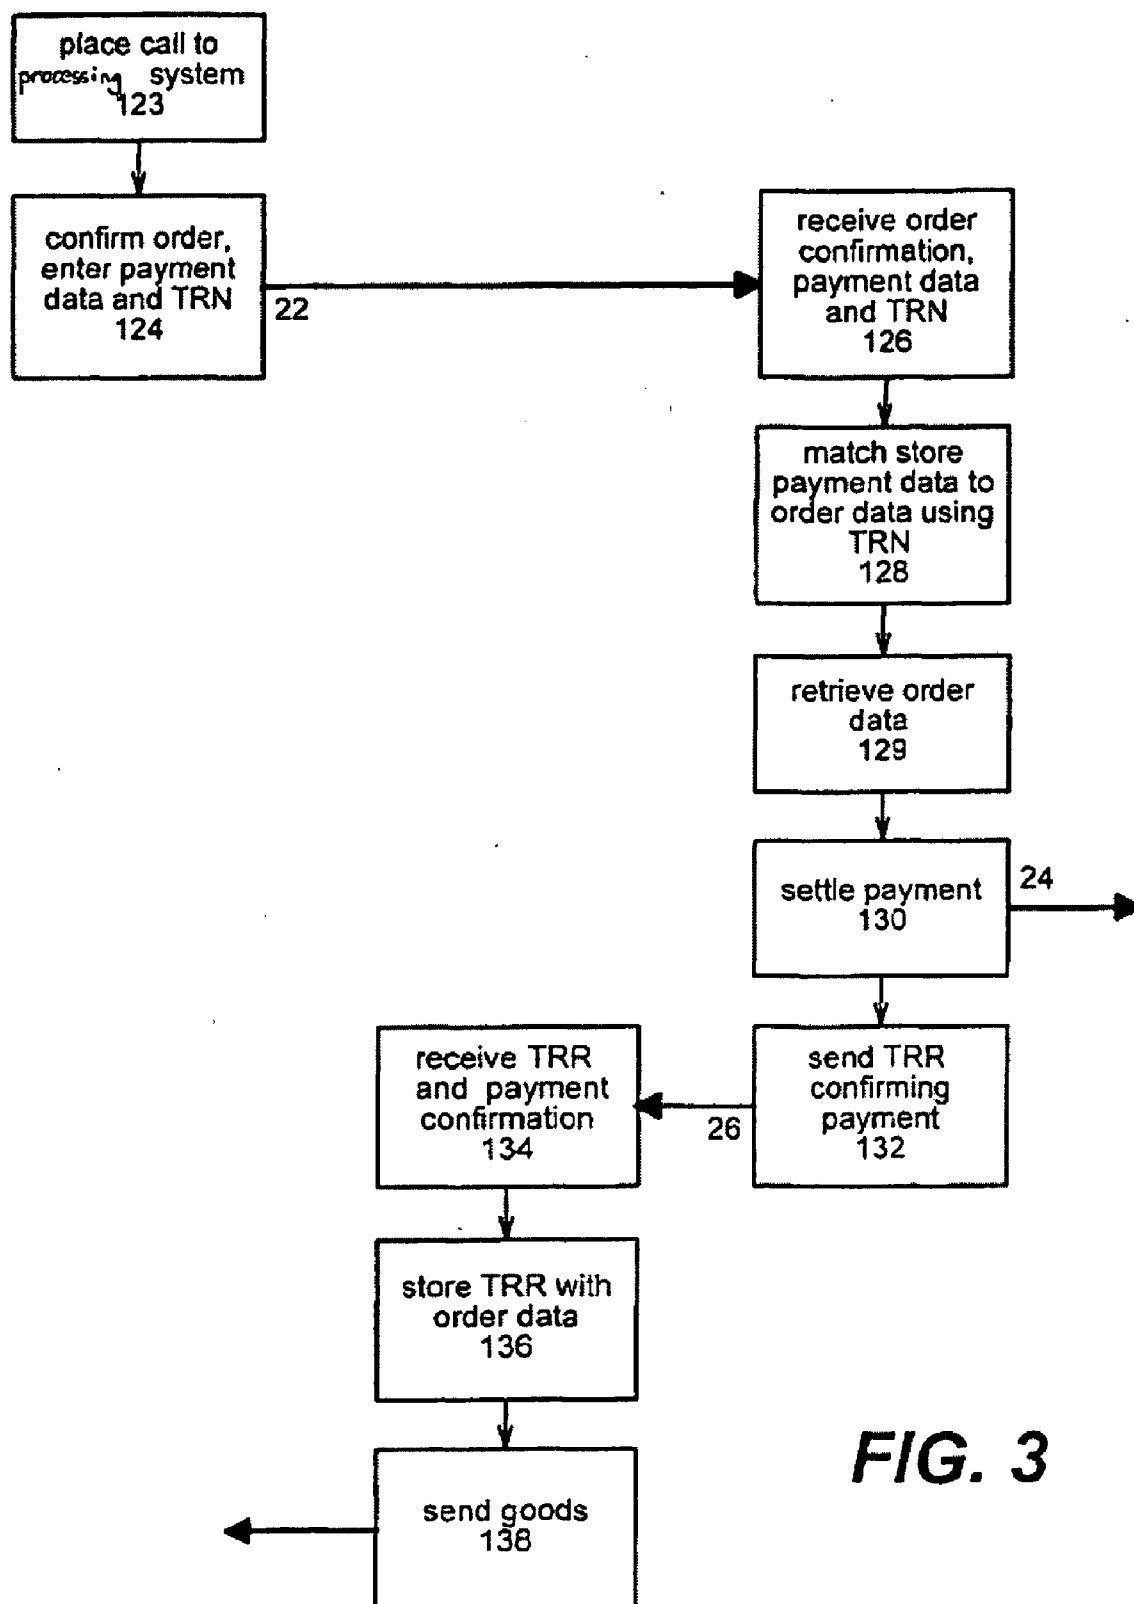 place call to
processing system
123
confirm order,
enter payment
data and TRN
124
22
receive order
confirmation,
payment data
and TRN
126
match store
payment data to
order data using
TRN
128
retrieve order
data
129
settle payment
130
24
send TRR
confirming
payment
132
26
receive TRR
and payment
confirmation
134
store TRR with
order data
136
send goods
138
FIG. 3